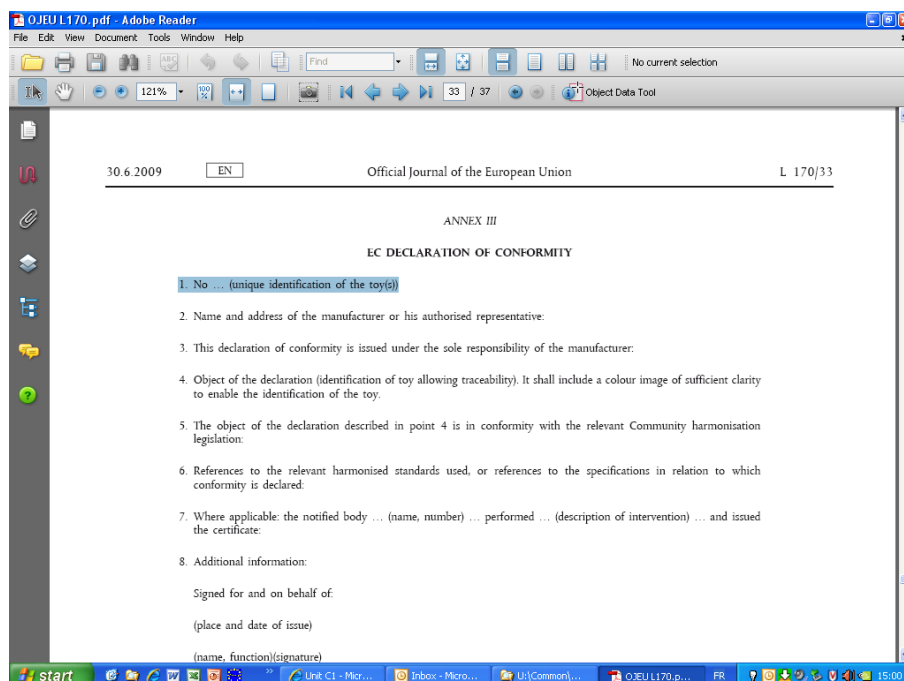 OJEU L170.pdf - Adobe Reader
File Edit View Document Tools Window Help
Find
No current selection
121%
33 / 37
Object Data Tool
30.6.2009 EN Official Journal of the European Union L 170/33
ANNEX III
EC DECLARATION OF CONFORMITY
1. No … (unique identification of the toy(s))
2. Name and address of the manufacturer or his authorised representative:
3. This declaration of conformity is issued under the sole responsibility of the manufacturer:
4. Object of the declaration (identification of toy allowing traceability). It shall include a colour image of sufficient clarity
to enable the identification of the toy.
5. The object of the declaration described in point 4 is in conformity with the relevant Community harmonisation
legislation:
6. References to the relevant harmonised standards used, or references to the specifications in relation to which
conformity is declared:
7. Where applicable: the notified body … (name, number) … performed … (description of intervention) … and issued
the certificate:
8. Additional information:
Signed for and on behalf of:
(place and date of issue)
(name, function)(signature)
start Unit C1 - Micr... Inbox - Micro... U:\Common\... OJEU L170.p... FR 15:00